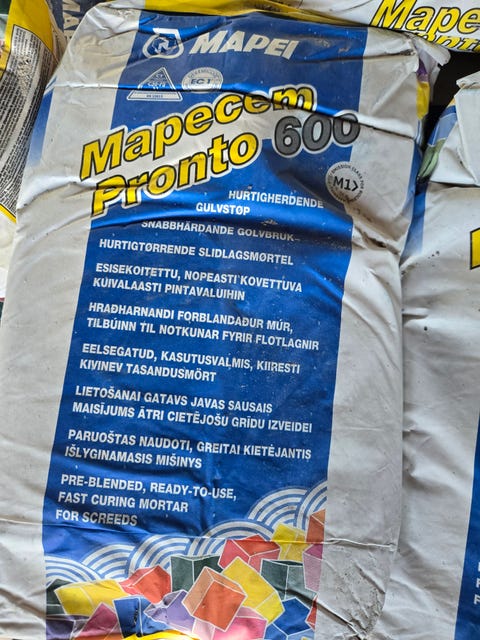 MAPEI
EC 1
Mapecem
Pronto 600
M1
HURTIGHERDENDE
GULVSTØP
SNABBHÄRDANDE GOLVBRUK
HURTIGTØRRENDE SLIDLAGSMØRTEL
ESISEKOITETTU, NOPEASTI KOVETTUVA
KUIVALAASTI PINTAVALUIHIN
HRAÐHARNANDI FORBLANDAÐUR MÚR,
TILBÚINN TIL NOTKUNAR FYRIR FLOTLAGNIR
EELSEGATUD, KASUTUSVALMIS, KIIRESTI
KIVINEV TASANDUSMÖRT
LIETOŠANAI GATAVS JAVAS SAUSAIS
MAISĪJUMS ĀTRI CIETĒJOŠU GRĪDU IZVEIDEI
PARUOŠTAS NAUDOTI, GREITAI KIETĖJANTIS
IŠLYGINAMASIS MIŠINYS
PRE-BLENDED, READY-TO-USE,
FAST CURING MORTAR
FOR SCREEDS